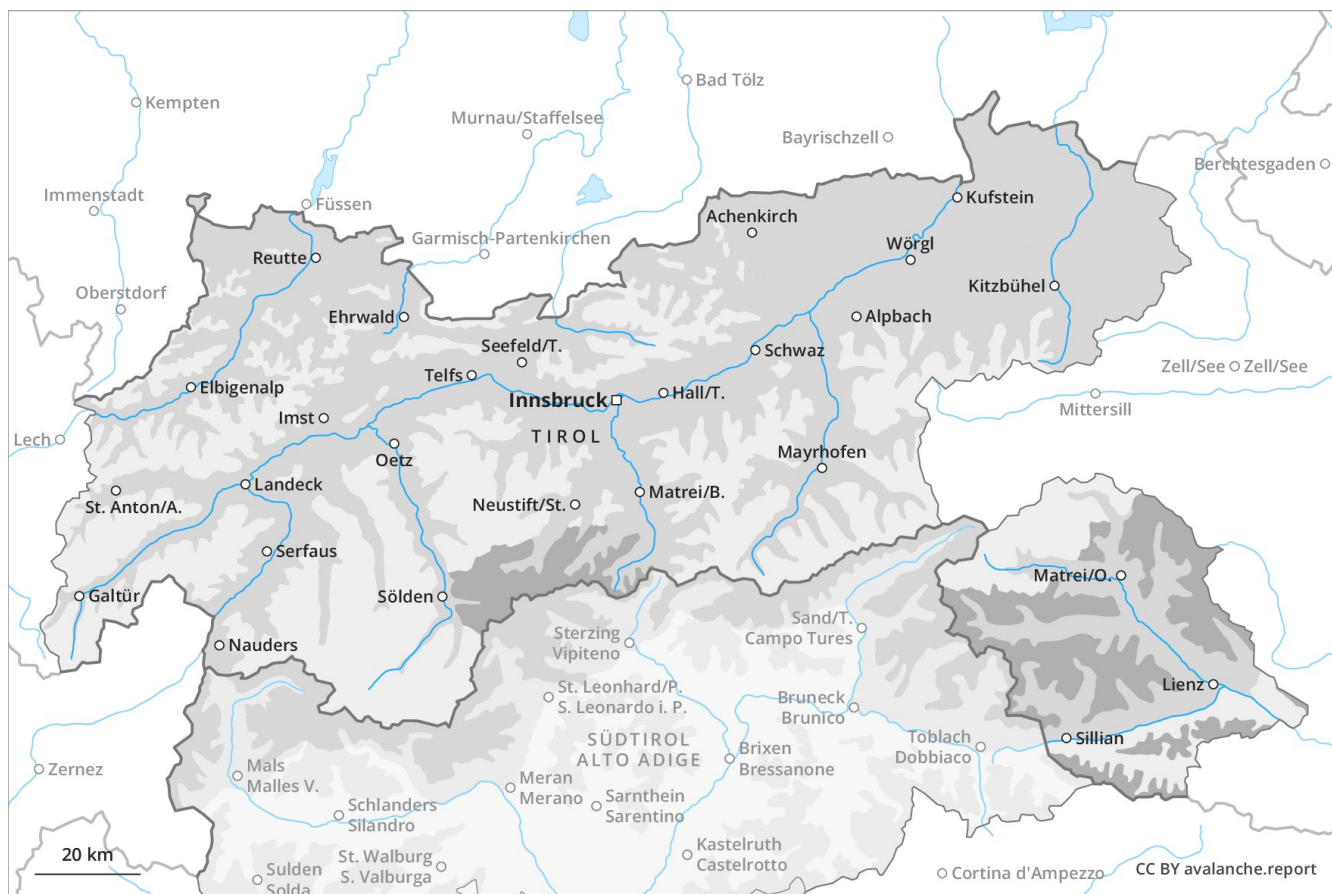 Kempten
Bad Tölz
Murnau/Staffelsee
Bayrischzell
Berchtesgaden
Immenstadt
Füssen
Kufstein
Achenkirch
Garmisch-Partenkirchen
Wörgl
Reutte
Oberstdorf
Kitzbühel
Ehrwald
Alpbach
Seefeld/T.
Schwaz
Zell/See
Zell/See
Telfs
Elbigenalp
Hall/T.
Innsbruck
Mittersill
Imst
TIROL
Lech
Oetz
Mayrhofen
Landeck
St. Anton/A.
Matrei/B.
Neustift/St.
Serfaus
Matrei/O.
Galtür
Sölden
Sand/T.
Campo Tures
Sterzing
Vipiteno
Nauders
Lienz
St. Leonhard/P.
S. Leonardo i. P.
Bruneck
Brunico
Sillian
SÜDTIROL
ALTO ADIGE
Toblach
Dobbiaco
Brixen
Bressanone
Zernez
Mals
Malles V.
Meran
Merano
Sarnthein
Sarentino
Schlanders
Silandro
Kastelruth
Castelrotto
20 km
St. Walburg
S. Valburga
Sulden
Solda
Cortina d'Ampezzo
CC BY avalanche.report